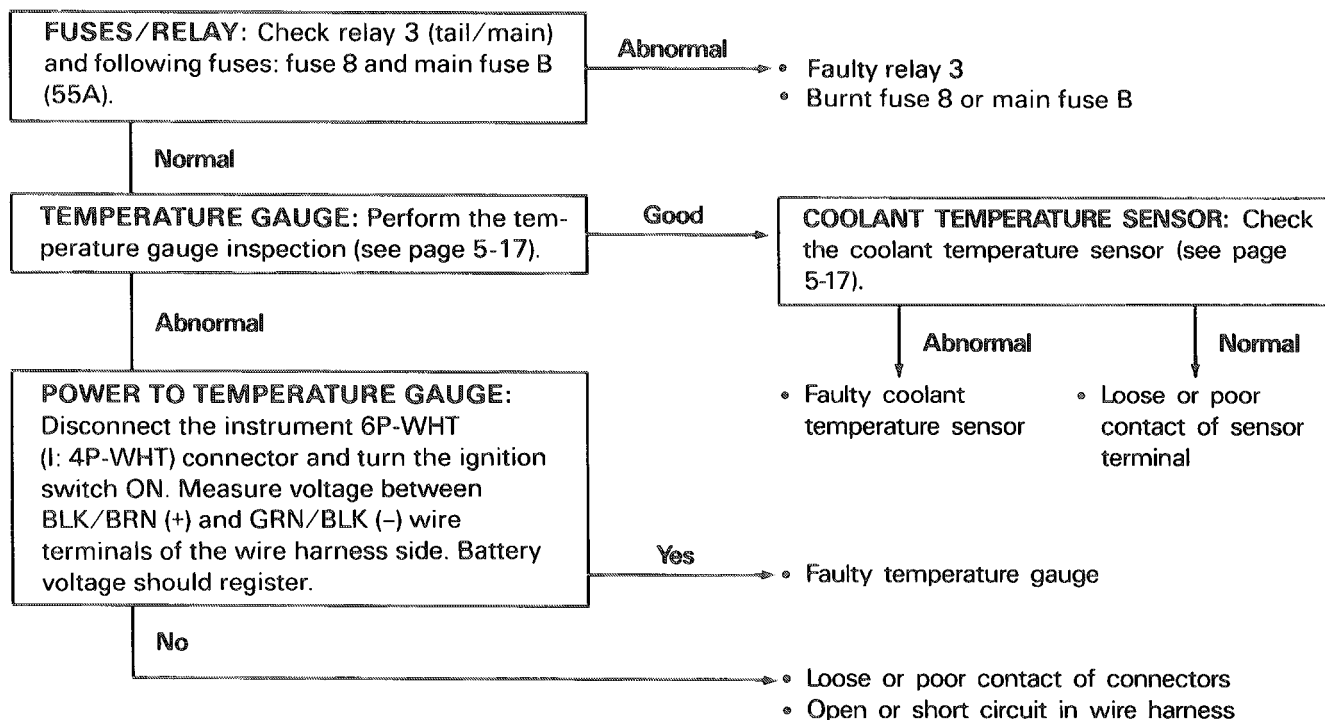 FUSES/RELAY: Check relay 3 (tail/main)
and following fuses: fuse 8 and main fuse B
(55A).
Abnormal
• Faulty relay 3
• Burnt fuse 8 or main fuse B
Normal
TEMPERATURE GAUGE: Perform the tem-
perature gauge inspection (see page 5-17).
Good
COOLANT TEMPERATURE SENSOR: Check
the coolant temperature sensor (see page
5-17).
Abnormal
Abnormal
Normal
• Faulty coolant
temperature sensor
• Loose or poor
contact of sensor
terminal
POWER TO TEMPERATURE GAUGE:
Disconnect the instrument 6P-WHT
(I: 4P-WHT) connector and turn the ignition
switch ON. Measure voltage between
BLK/BRN (+) and GRN/BLK (–) wire
terminals of the wire harness side. Battery
voltage should register.
Yes
• Faulty temperature gauge
No
• Loose or poor contact of connectors
• Open or short circuit in wire harness